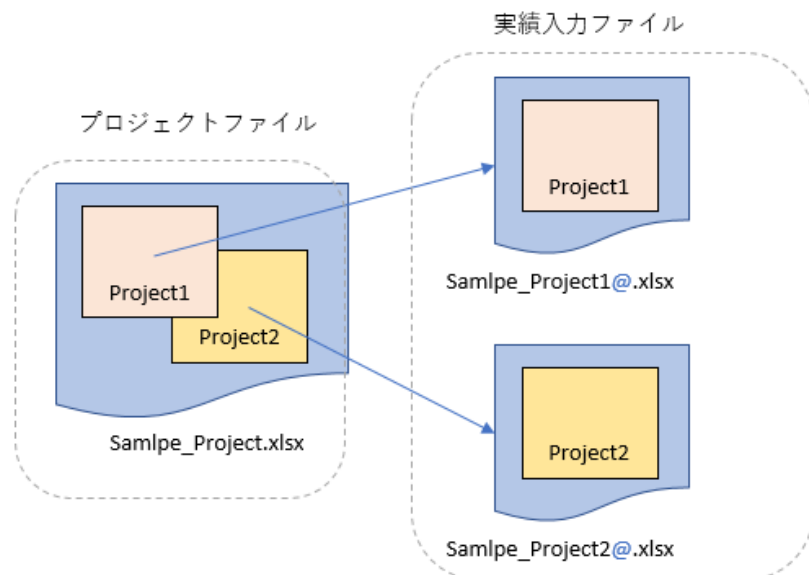 実績入力ファイル
プロジェクトファイル
Project1
Project2
Samlpe_Project.xlsx
Project1
Samlpe_Project1@.xlsx
Project2
Samlpe_Project2@.xlsx